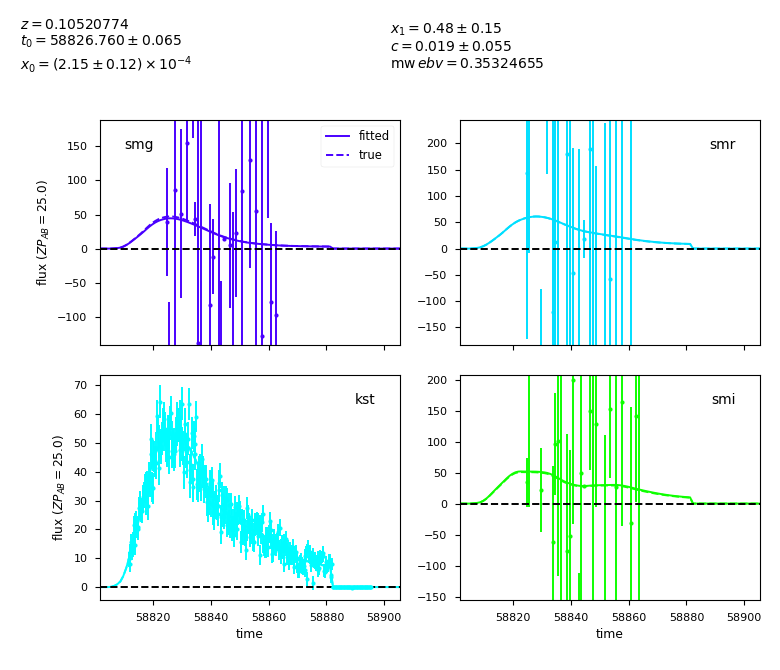 z = 0.10520774
t₀ = 58826.760 ± 0.065
x₀ = (2.15 ± 0.12) × 10⁻⁴
x₁ = 0.48 ± 0.15
c = 0.019 ± 0.055
mw ebv = 0.35324655
smg
fitted
true
150
100
50
0
−50
−100
flux (ZP_AB = 25.0)
smr
200
150
100
50
0
−50
−100
−150
kst
70
60
50
40
30
20
10
0
flux (ZP_AB = 25.0)
58820 58840 58860 58880 58900
time
smi
200
150
100
50
0
−50
−100
−150
58820 58840 58860 58880 58900
time